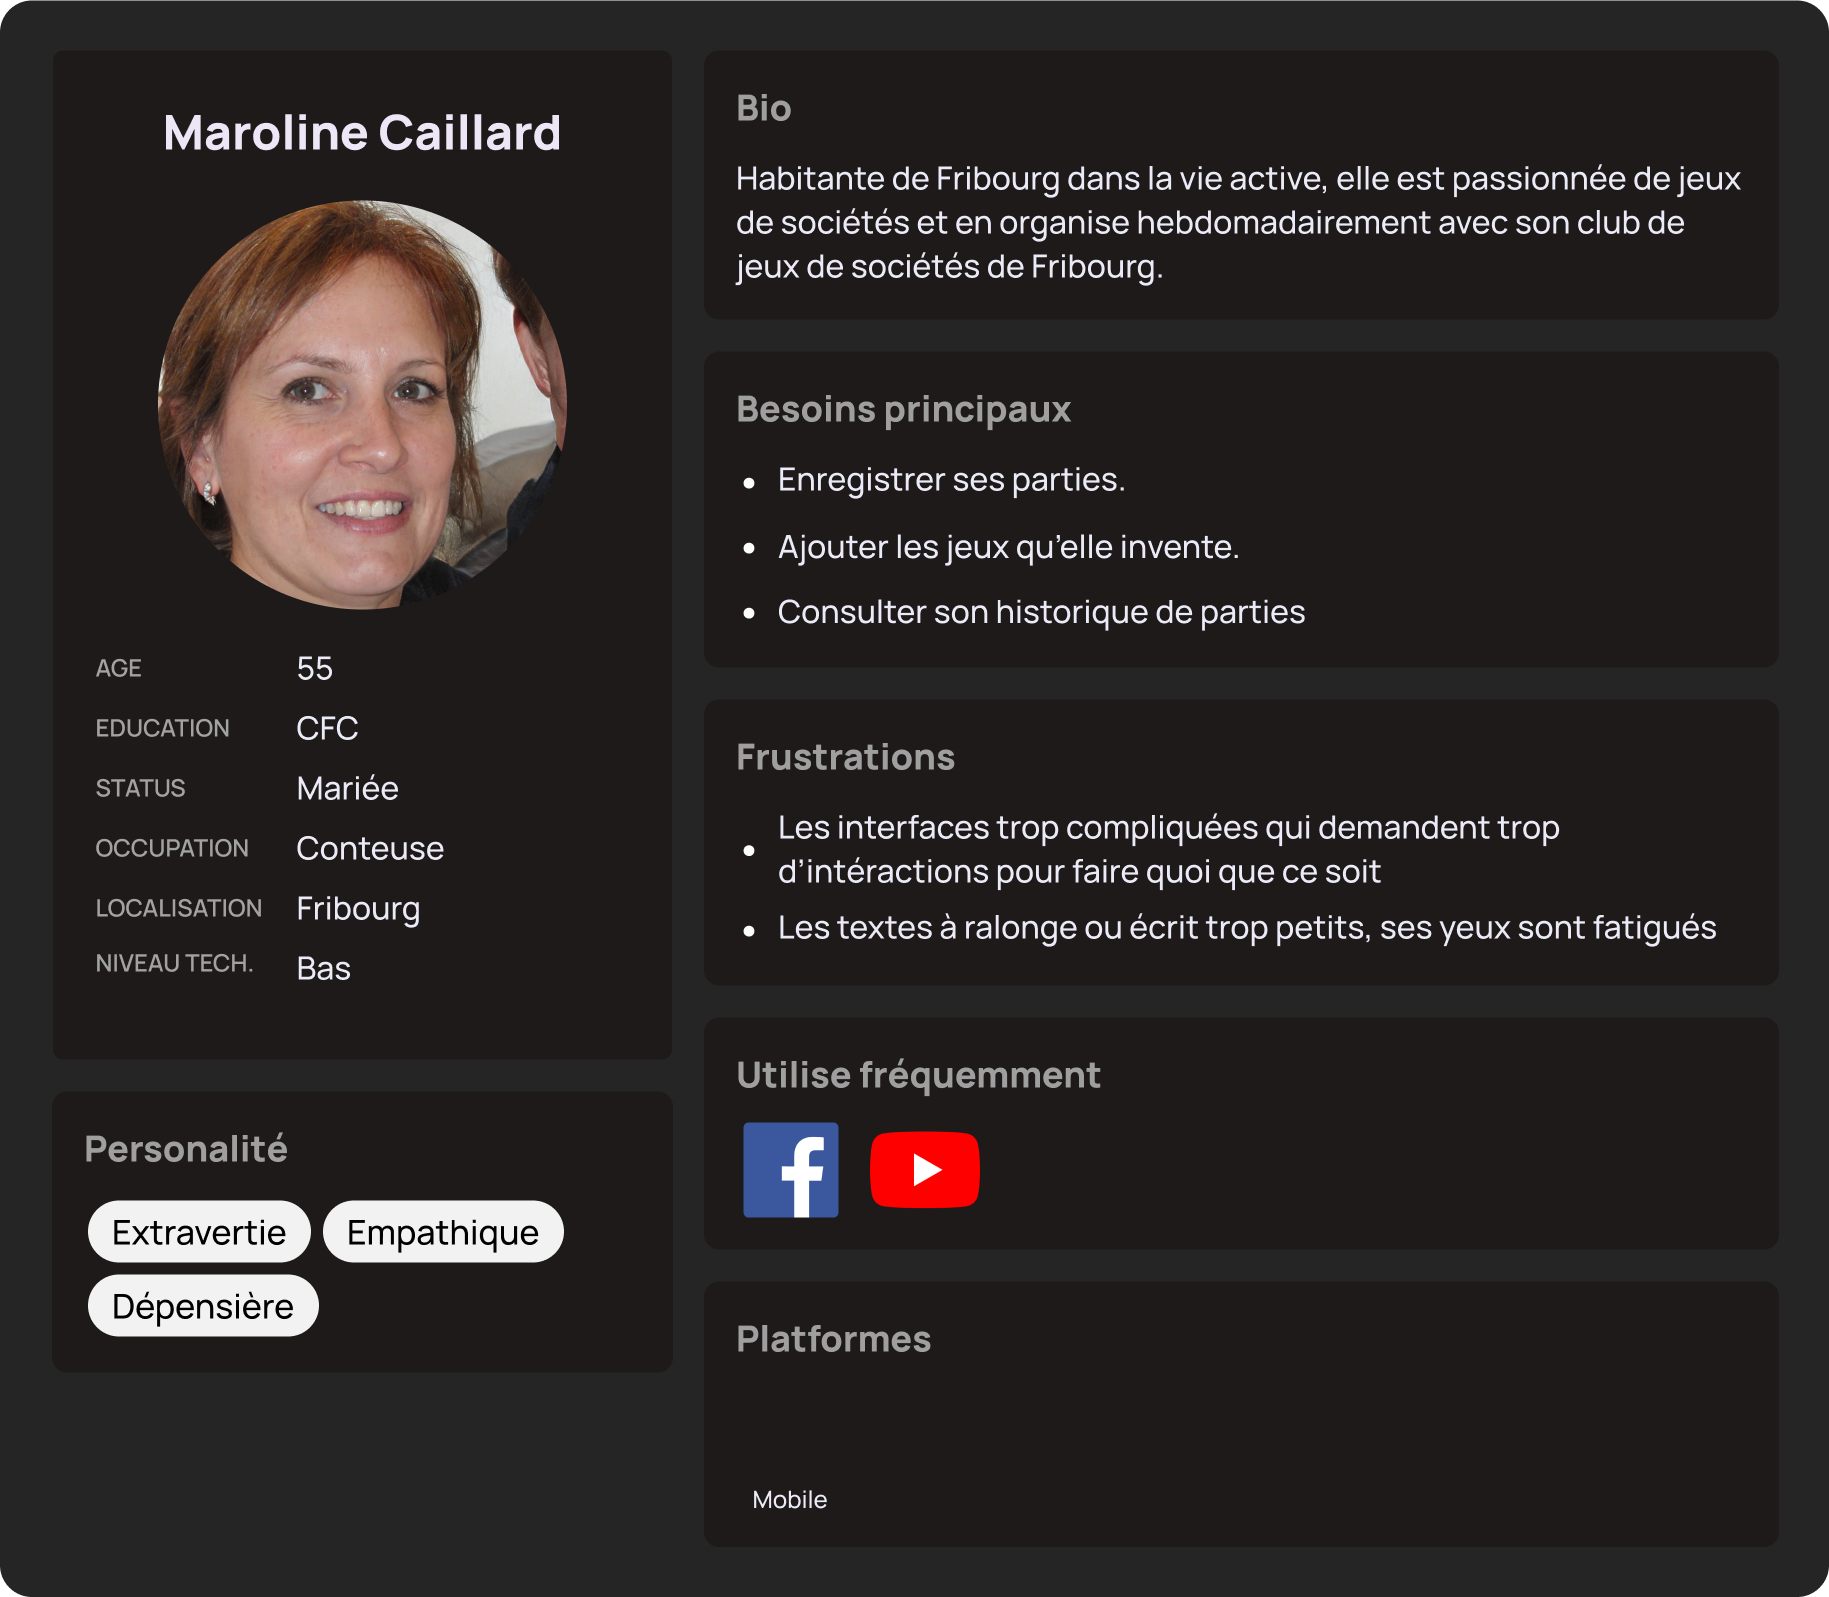 Maroline Caillard
AGE 55
EDUCATION CFC
STATUS Mariée
OCCUPATION Conteuse
LOCALISATION Fribourg
NIVEAU TECH. Bas
Personalité
Extravertie Empathique
Dépensière
Bio
Habitante de Fribourg dans la vie active, elle est passionnée de jeux
de sociétés et en organise hebdomadairement avec son club de
jeux de sociétés de Fribourg.
Besoins principaux
• Enregistrer ses parties.
• Ajouter les jeux qu’elle invente.
• Consulter son historique de parties
Frustrations
• Les interfaces trop compliquées qui demandent trop
d’intéractions pour faire quoi que ce soit
• Les textes à ralonge ou écrit trop petits, ses yeux sont fatigués
Utilise fréquemment
f
Platformes
Mobile